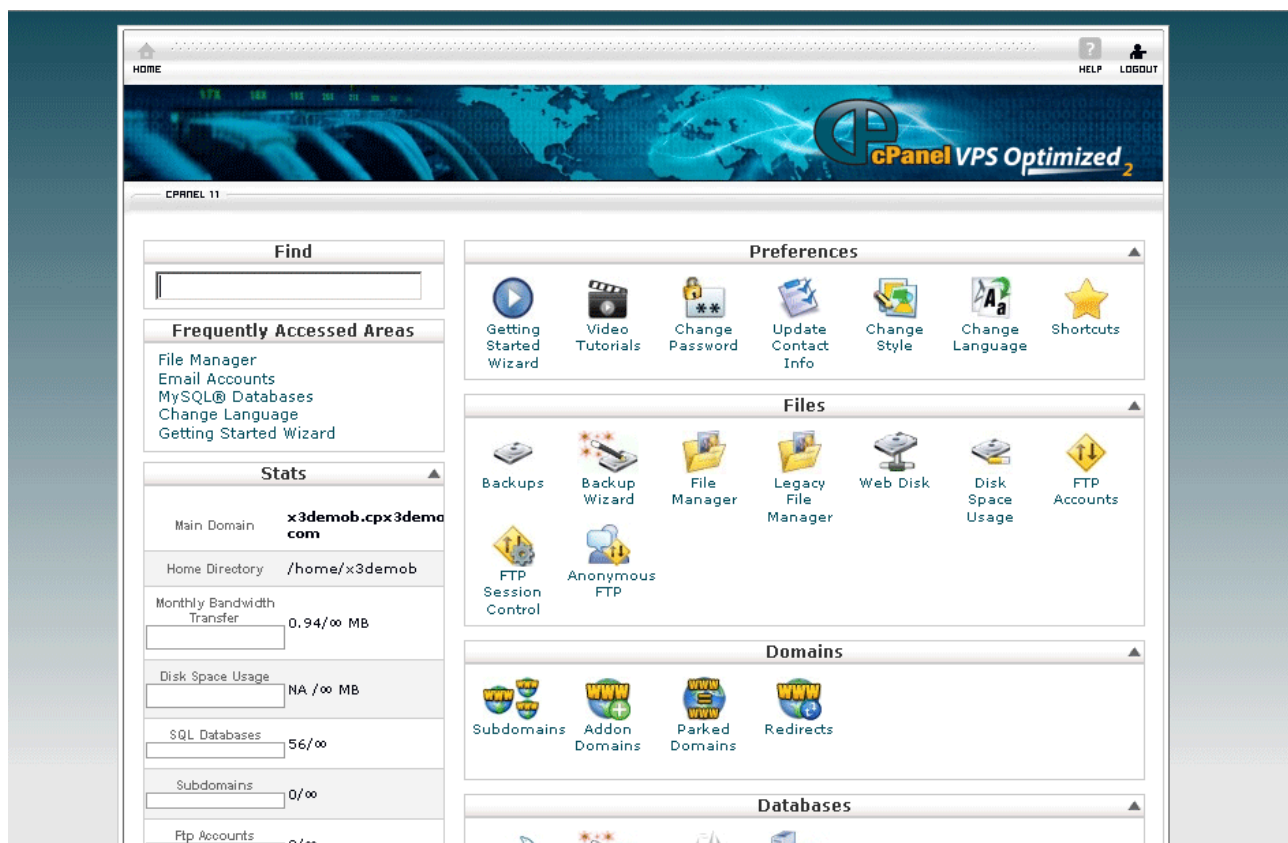 HOME
HELP LOGOUT
cPanel VPS Optimized 2
CPANEL 11
Find
Frequently Accessed Areas
File Manager
Email Accounts
MySQL® Databases
Change Language
Getting Started Wizard
Stats
Main Domain x3demob.cpx3demo
com
Home Directory /home/x3demob
Monthly Bandwidth
Transfer
0.94/∞ MB
Disk Space Usage
NA /∞ MB
SQL Databases
56/∞
Subdomains
0/∞
Ftp Accounts
Preferences
Getting Started Wizard
Video Tutorials
Change Password
Update Contact Info
Change Style
Change Language
Shortcuts
Files
Backups
Backup Wizard
File Manager
Legacy File Manager
Web Disk
Disk Space Usage
FTP Accounts
FTP Session Control
Anonymous FTP
Domains
Subdomains
Addon Domains
Parked Domains
Redirects
Databases